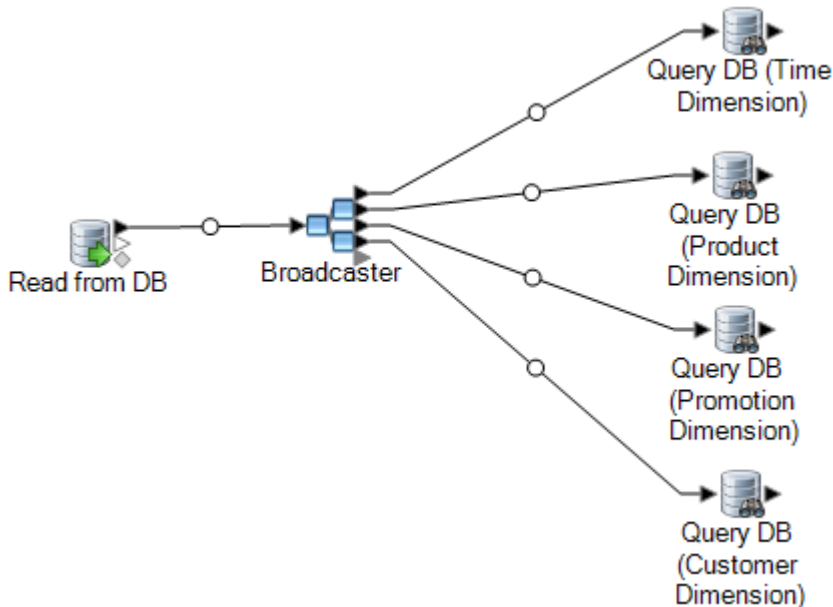 Query DB (Time
Dimension)
Query DB
(Product
Dimension)
Read from DB
Broadcaster
Query DB
(Promotion
Dimension)
Query DB
(Customer
Dimension)